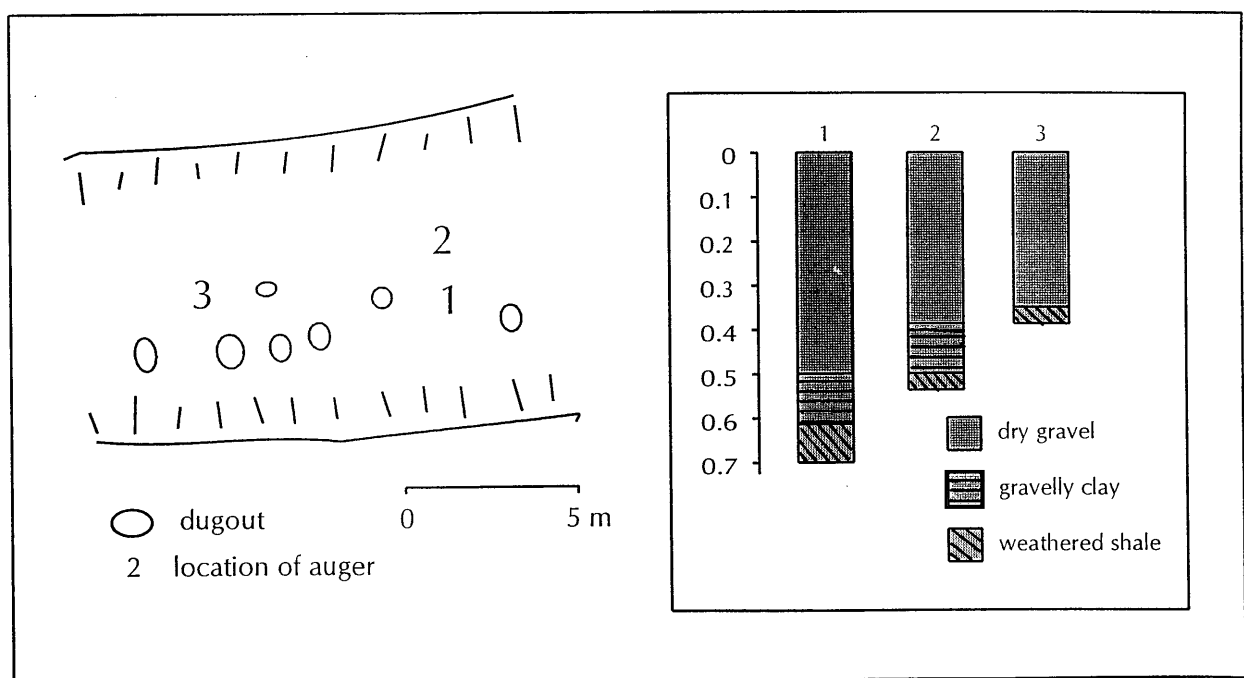 2
3
1
dugout
2 location of auger
0 5 m
1 2 3
0
0.1
0.2
0.3
0.4
0.5
0.6
0.7
dry gravel
gravelly clay
weathered shale